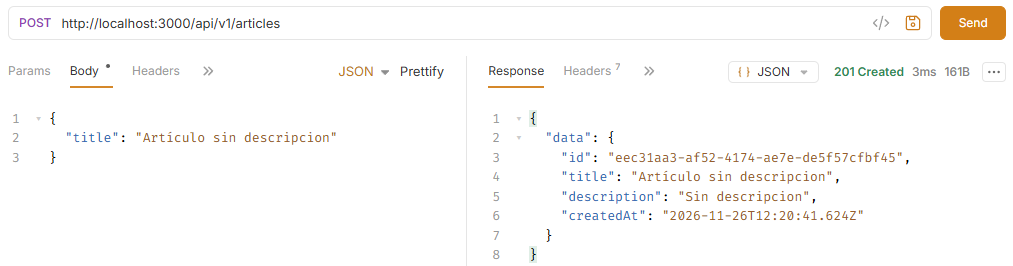 POST http://localhost:3000/api/v1/articles </> Send
Params Body Headers >> JSON Prettify
Response Headers 7 >> { } JSON 201 Created 3ms 161B ...
1 {
2 "title": "Artículo sin descripcion"
3 }
1 {
2 "data": {
3 "id": "eec31aa3-af52-4174-ae7e-de5f57cfbf45",
4 "title": "Artículo sin descripcion",
5 "description": "Sin descripcion",
6 "createdAt": "2026-11-26T12:20:41.624Z"
7 }
8 }